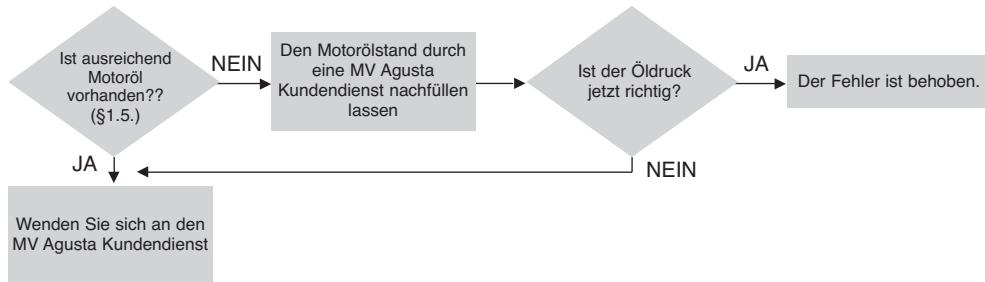 Ist ausreichend
Motoröl
vorhanden??
(§1.5.)
NEIN
Den Motorölstand durch
eine MV Agusta
Kundendienst nachfüllen
lassen
Ist der Öldruck
jetzt richtig?
JA
Der Fehler ist behoben.
JA
NEIN
Wenden Sie sich an den
MV Agusta Kundendienst